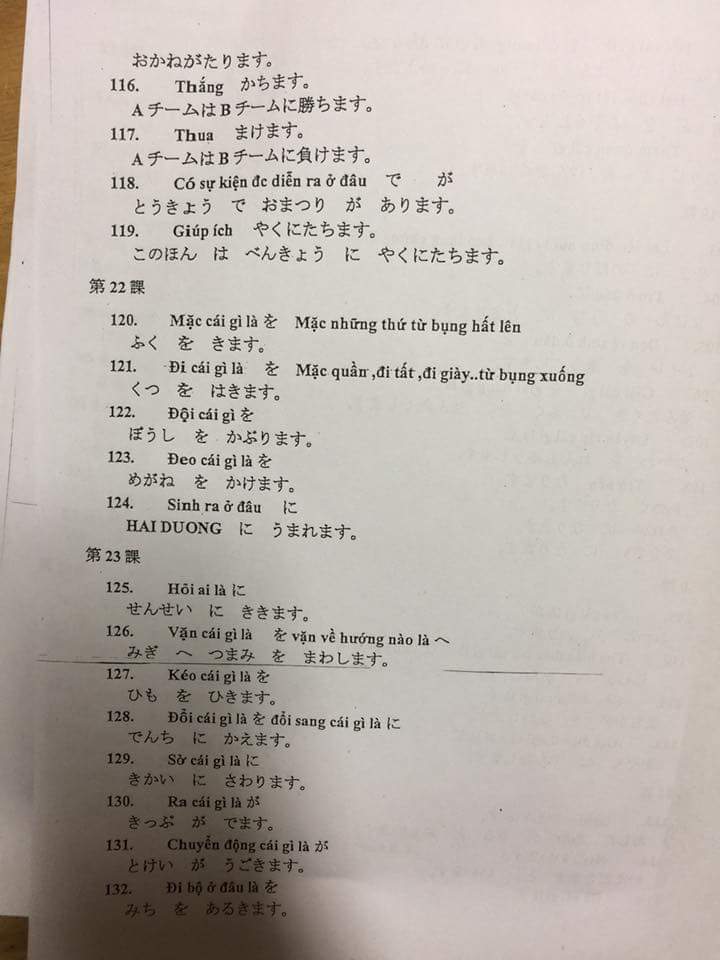 おかねがたります。
116. Thắng かちます。
AチームはBチームに勝ちます。
117. Thua まけます。
AチームはBチームに負けます。
118. Có sự kiện đc diễn ra ở đâu で が
とうきょう で おまつり が あります。
119. Giúp ích やくにたちます。
このほん は べんきょう に やくにたちます。
第22課
120. Mặc cái gì là を Mặc những thứ từ bụng hất lên
ふく を きます。
121. Đi cái gì là を Mặc quần ,đi tất ,đi giày..từ bụng xuống
くつ を はきます。
122. Đội cái gì を
ぼうし を かぶります。
123. Đeo cái gì là を
めがね を かけます。
124. Sinh ra ở đâu に
HAI DUONG に うまれます。
第23課
125. Hỏi ai là に
せんせい に ききます。
126. Vặn cái gì là を vặn về hướng nào là へ
みぎ へ つまみ を まわします。
127. Kéo cái gì là を
ひも を ひきます。
128. Đổi cái gì là を đổi sang cái gì là に
でんち に かえます。
129. Sờ cái gì là に
きかい に さわります。
130. Ra cái gì là が
きっぷ が でます。
131. Chuyển động cái gì là が
とけい が うごきます。
132. Đi bộ ở đâu là を
みち を あるきます。